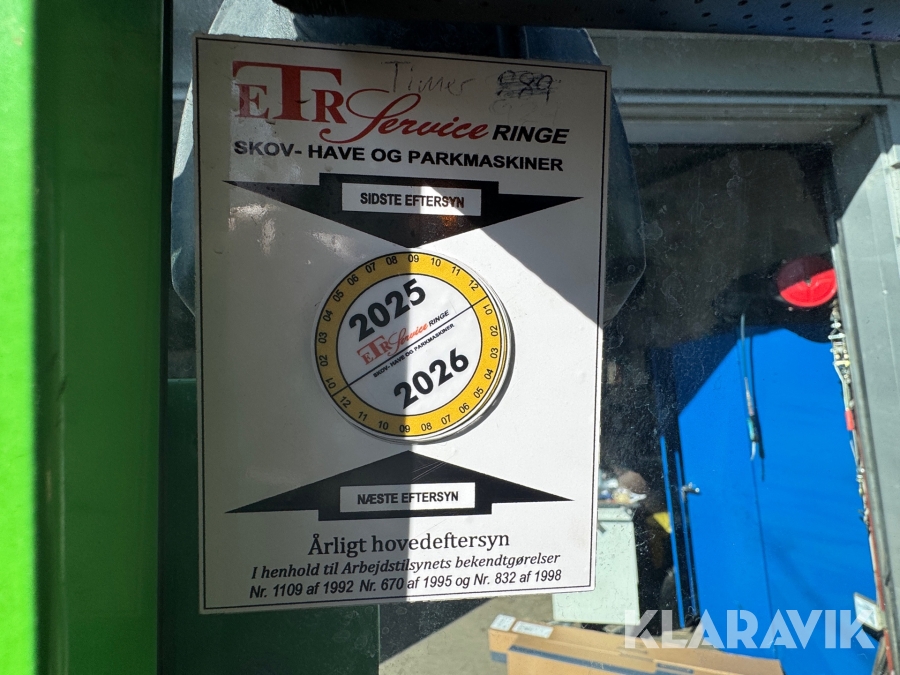 Timer
ETR Service RINGE
SKOV- HAVE OG PARKMASKINER
SIDSTE EFTERSYN
01 02 03 04 05 06 07 08 09 10 11 12
2025
ETR Service RINGE
SKOV- HAVE OG PARKMASKINER
2026
01 02 03 04 05 06 07 08 09 10 11 12
NÆSTE EFTERSYN
Årligt hovedeftersyn
I henhold til Arbejdstilsynets bekendtgørelser
Nr. 1109 af 1992 Nr. 670 af 1995 og Nr. 832 af 1998
KLARAVIK